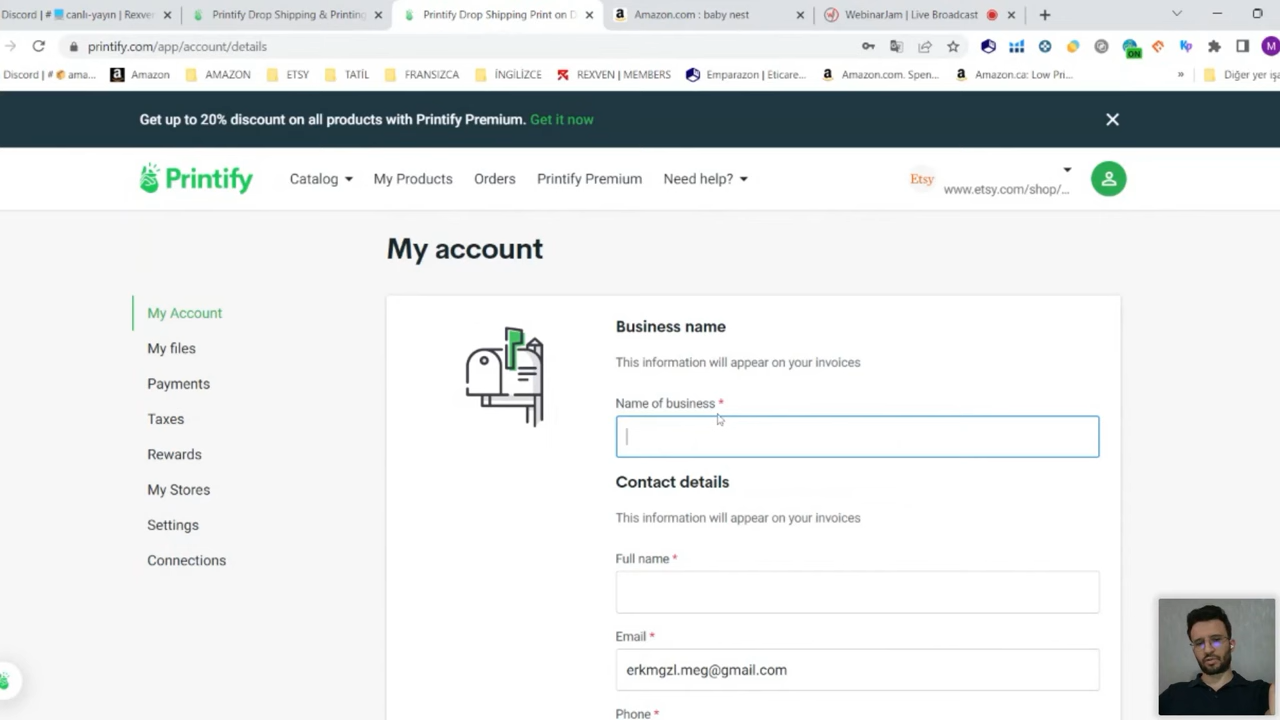 Discord | # canlı-yayın | Rexver
Printify Drop Shipping & Printing
Printify Drop Shipping Print on D
Amazon.com : baby nest
WebinarJam | Live Broadcast
printify.com/app/account/details
ON
Kp
M
Discord | # ama...
Amazon
AMAZON
ETSY
TATİL
FRANSIZCA
İNGİLİZCE
REXVEN | MEMBERS
Emparazon | Eticare...
Amazon.com. Spen...
Amazon.ca: Low Pri...
»
Diğer yer işa
Get up to 20% discount on all products with Printify Premium. Get it now
Printify
Catalog
My Products
Orders
Printify Premium
Need help?
Etsy
www.etsy.com/shop/...
My account
My Account
My files
Payments
Taxes
Rewards
My Stores
Settings
Connections
Business name
This information will appear on your invoices
Name of business *
Contact details
This information will appear on your invoices
Full name *
Email *
erkmgzl.meg@gmail.com
Phone *